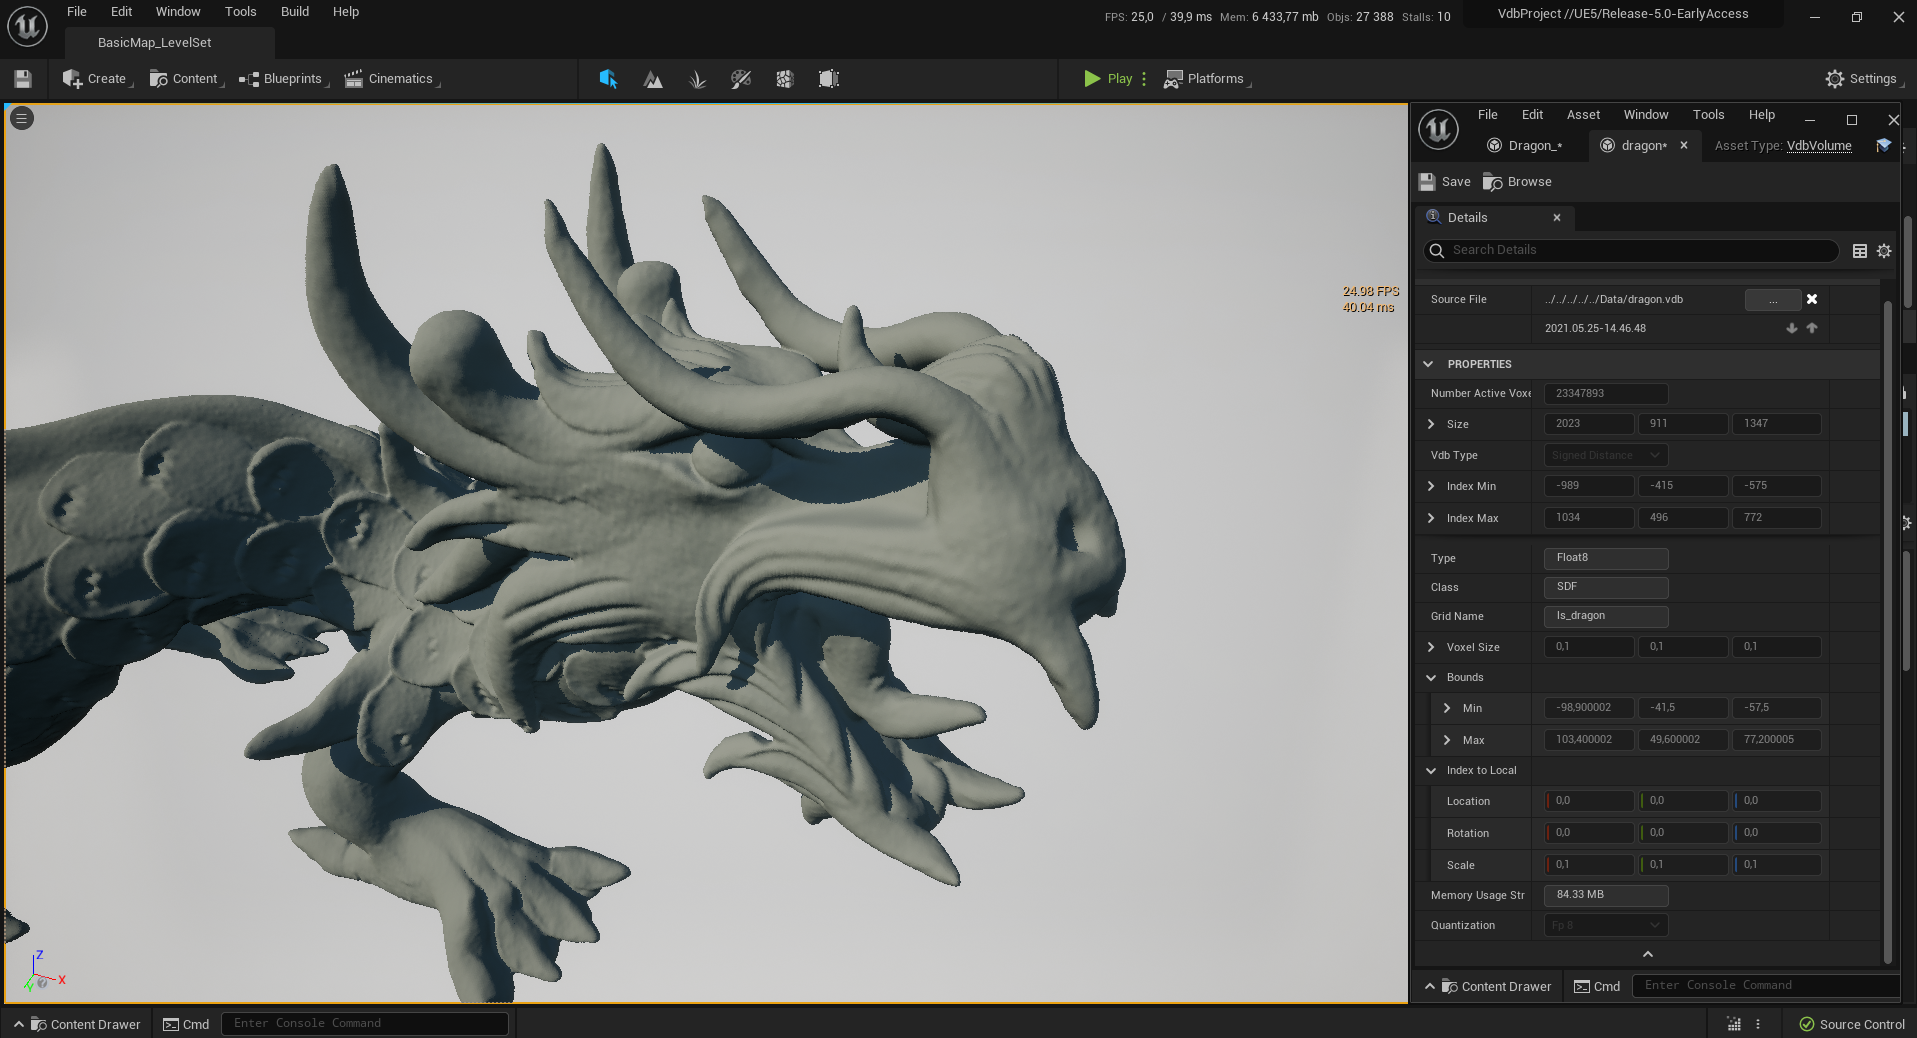 File Edit Window Tools Build Help
FPS: 25,0 / 39,9 ms Mem: 6 433,77 mb Objs: 27 388 Stalls: 10
VdbProject //UE5/Release-5.0-EarlyAccess
BasicMap_LevelSet
Create Content Blueprints Cinematics Play Platforms Settings
24.98 FPS
40.04 ms
Z
X
Y
File Edit Asset Window Tools Help
Dragon_* dragon* Asset Type: VdbVolume
Save Browse
Details
Search Details
Source File ../../../../../Data/dragon.vdb ...
2021.05.25-14.46.48
PROPERTIES
Number Active Voxe 23347893
Size 2023 911 1347
Vdb Type Signed Distance
Index Min -989 -415 -575
Index Max 1034 496 772
Type Float8
Class SDF
Grid Name ls_dragon
Voxel Size 0,1 0,1 0,1
Bounds
Min -98,900002 -41,5 -57,5
Max 103,400002 49,600002 77,200005
Index to Local
Location 0,0 0,0 0,0
Rotation 0,0 0,0 0,0
Scale 0,1 0,1 0,1
Memory Usage Str 84.33 MB
Quantization Fp 8
Content Drawer Cmd Enter Console Command
Content Drawer Cmd Enter Console Command
Source Control